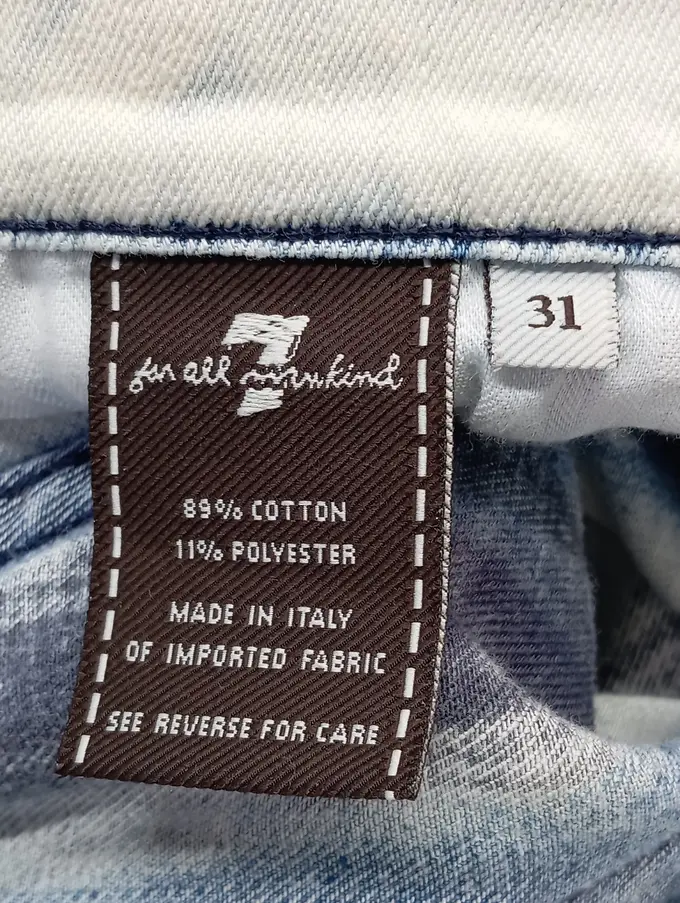 7
for all mankind
31
89% COTTON
11% POLYESTER
MADE IN ITALY
OF IMPORTED FABRIC
SEE REVERSE FOR CARE